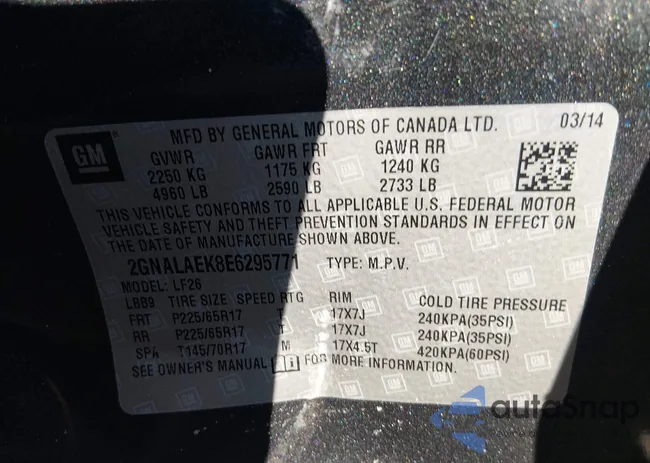 MFD BY GENERAL MOTORS OF CANADA LTD. 03/14
GM
GVWR GAWR FRT GAWR RR
2250 KG 1175 KG 1240 KG
4960 LB 2590 LB 2733 LB
THIS VEHICLE CONFORMS TO ALL APPLICABLE U.S. FEDERAL MOTOR
VEHICLE SAFETY AND THEFT PREVENTION STANDARDS IN EFFECT ON
THE DATE OF MANUFACTURE SHOWN ABOVE.
2GNALAEK8E6295771 TYPE: M.P.V.
MODEL: LF26
LBB9 TIRE SIZE SPEED RTG RIM COLD TIRE PRESSURE
FRT P225/65R17 T 17X7J 240KPA(35PSI)
RR P225/65R17 T 17X7J 240KPA(35PSI)
SPA T145/70R17 M 17X4.5T 420KPA(60PSI)
SEE OWNER'S MANUAL FOR MORE INFORMATION.
autoSnap